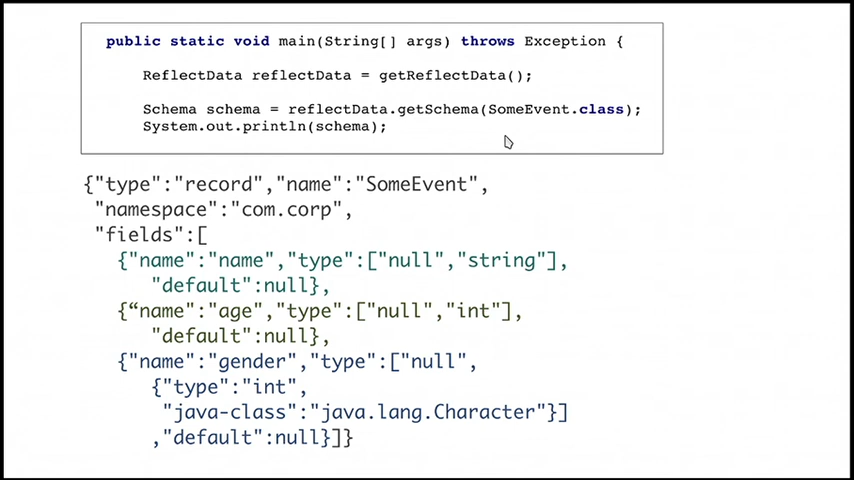 public static void main(String[] args) throws Exception {
ReflectData reflectData = getReflectData();
Schema schema = reflectData.getSchema(SomeEvent.class);
System.out.println(schema);
{"type":"record","name":"SomeEvent",
"namespace":"com.corp",
"fields":[
{"name":"name","type":["null","string"],
"default":null},
{“name":"age","type":["null","int"],
"default":null},
{"name":"gender","type":["null",
{"type":"int",
"java-class":"java.lang.Character"}]
,"default":null}]}